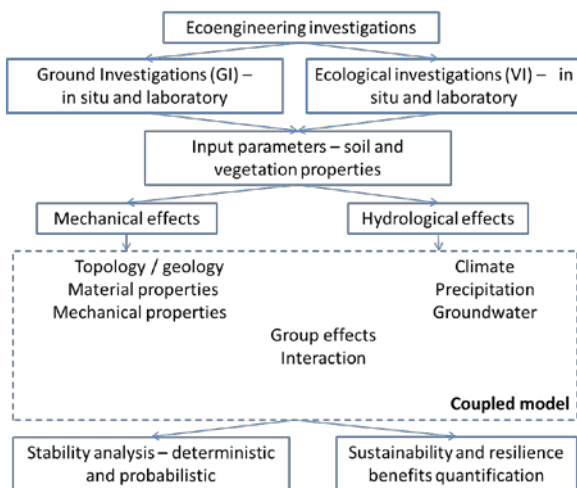 Ecoengineering investigations
Ground Investigations (GI) –
in situ and laboratory
Ecological investigations (VI) – in
situ and laboratory
Input parameters – soil and
vegetation properties
Mechanical effects
Hydrological effects
Topology / geology
Material properties
Mechanical properties
Climate
Precipitation
Groundwater
Group effects
Interaction
Coupled model
Stability analysis – deterministic
and probabilistic
Sustainability and resilience
benefits quantification